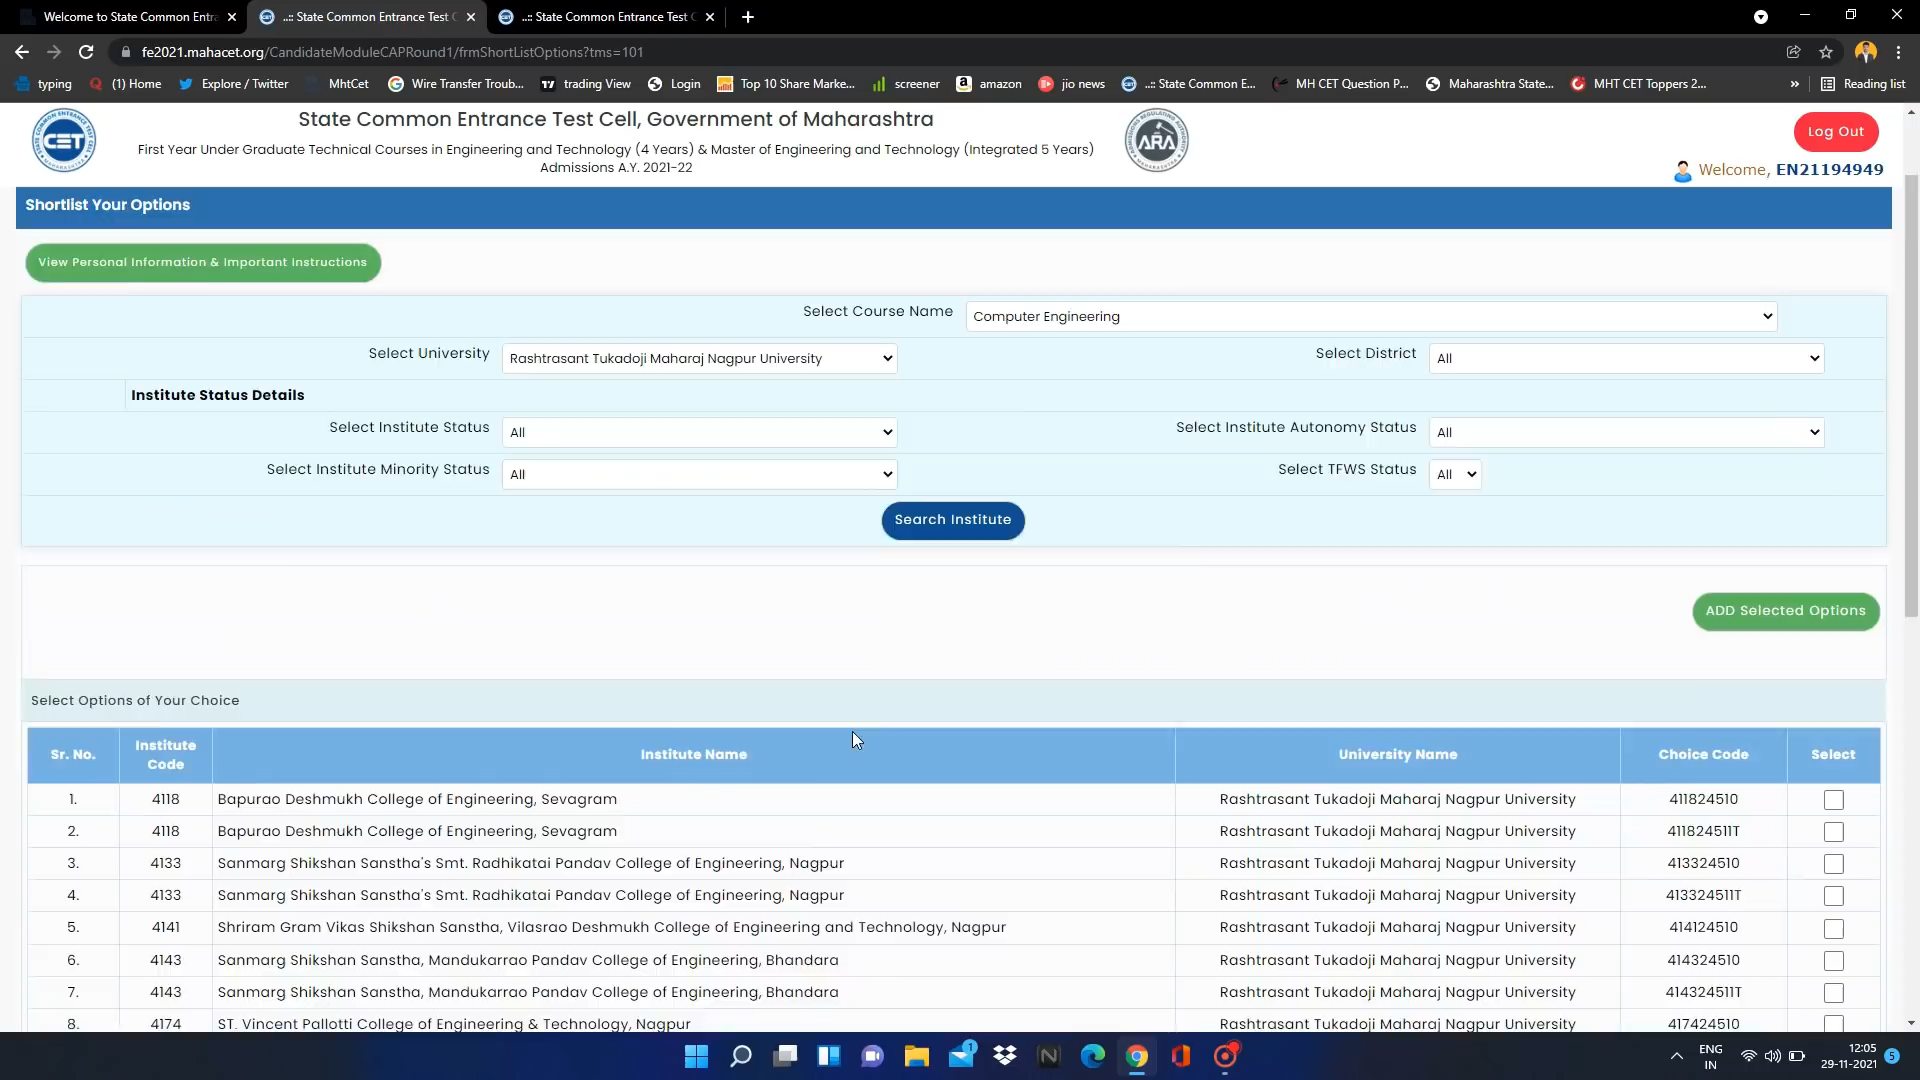 Welcome to State Common Entra
..:: State Common Entrance Test C
..:: State Common Entrance Test C
fe2021.mahacet.org/CandidateModuleCAPRound1/frmShortListOptions?tms=101
typing
(1) Home
Explore / Twitter
MhtCet
Wire Transfer Troub...
trading View
Login
Top 10 Share Marke...
screener
amazon
jio news
..:: State Common E...
MH CET Question P...
Maharashtra State...
MHT CET Toppers 2...
»
Reading list
State Common Entrance Test Cell, Government of Maharashtra
First Year Under Graduate Technical Courses in Engineering and Technology (4 Years) & Master of Engineering and Technology (Integrated 5 Years)
Admissions A.Y. 2021-22
CET
ARA
Log Out
Welcome, EN21194949
Shortlist Your Options
View Personal Information & Important Instructions
Select Course Name Computer Engineering
Select University Rashtrasant Tukadoji Maharaj Nagpur University Select District All
Institute Status Details
Select Institute Status All Select Institute Autonomy Status All
Select Institute Minority Status All Select TFWS Status All
Search Institute
ADD Selected Options
Select Options of Your Choice
Sr. No. Institute Code Institute Name University Name Choice Code Select
1. 4118 Bapurao Deshmukh College of Engineering, Sevagram Rashtrasant Tukadoji Maharaj Nagpur University 411824510
2. 4118 Bapurao Deshmukh College of Engineering, Sevagram Rashtrasant Tukadoji Maharaj Nagpur University 411824511T
3. 4133 Sanmarg Shikshan Sanstha's Smt. Radhikatai Pandav College of Engineering, Nagpur Rashtrasant Tukadoji Maharaj Nagpur University 413324510
4. 4133 Sanmarg Shikshan Sanstha's Smt. Radhikatai Pandav College of Engineering, Nagpur Rashtrasant Tukadoji Maharaj Nagpur University 413324511T
5. 4141 Shriram Gram Vikas Shikshan Sanstha, Vilasrao Deshmukh College of Engineering and Technology, Nagpur Rashtrasant Tukadoji Maharaj Nagpur University 414124510
6. 4143 Sanmarg Shikshan Sanstha, Mandukarrao Pandav College of Engineering, Bhandara Rashtrasant Tukadoji Maharaj Nagpur University 414324510
7. 4143 Sanmarg Shikshan Sanstha, Mandukarrao Pandav College of Engineering, Bhandara Rashtrasant Tukadoji Maharaj Nagpur University 414324511T
8. 4174 ST. Vincent Pallotti College of Engineering & Technology, Nagpur Rashtrasant Tukadoji Maharaj Nagpur University 417424510
1
ENG
IN
12:05
29-11-2021
5